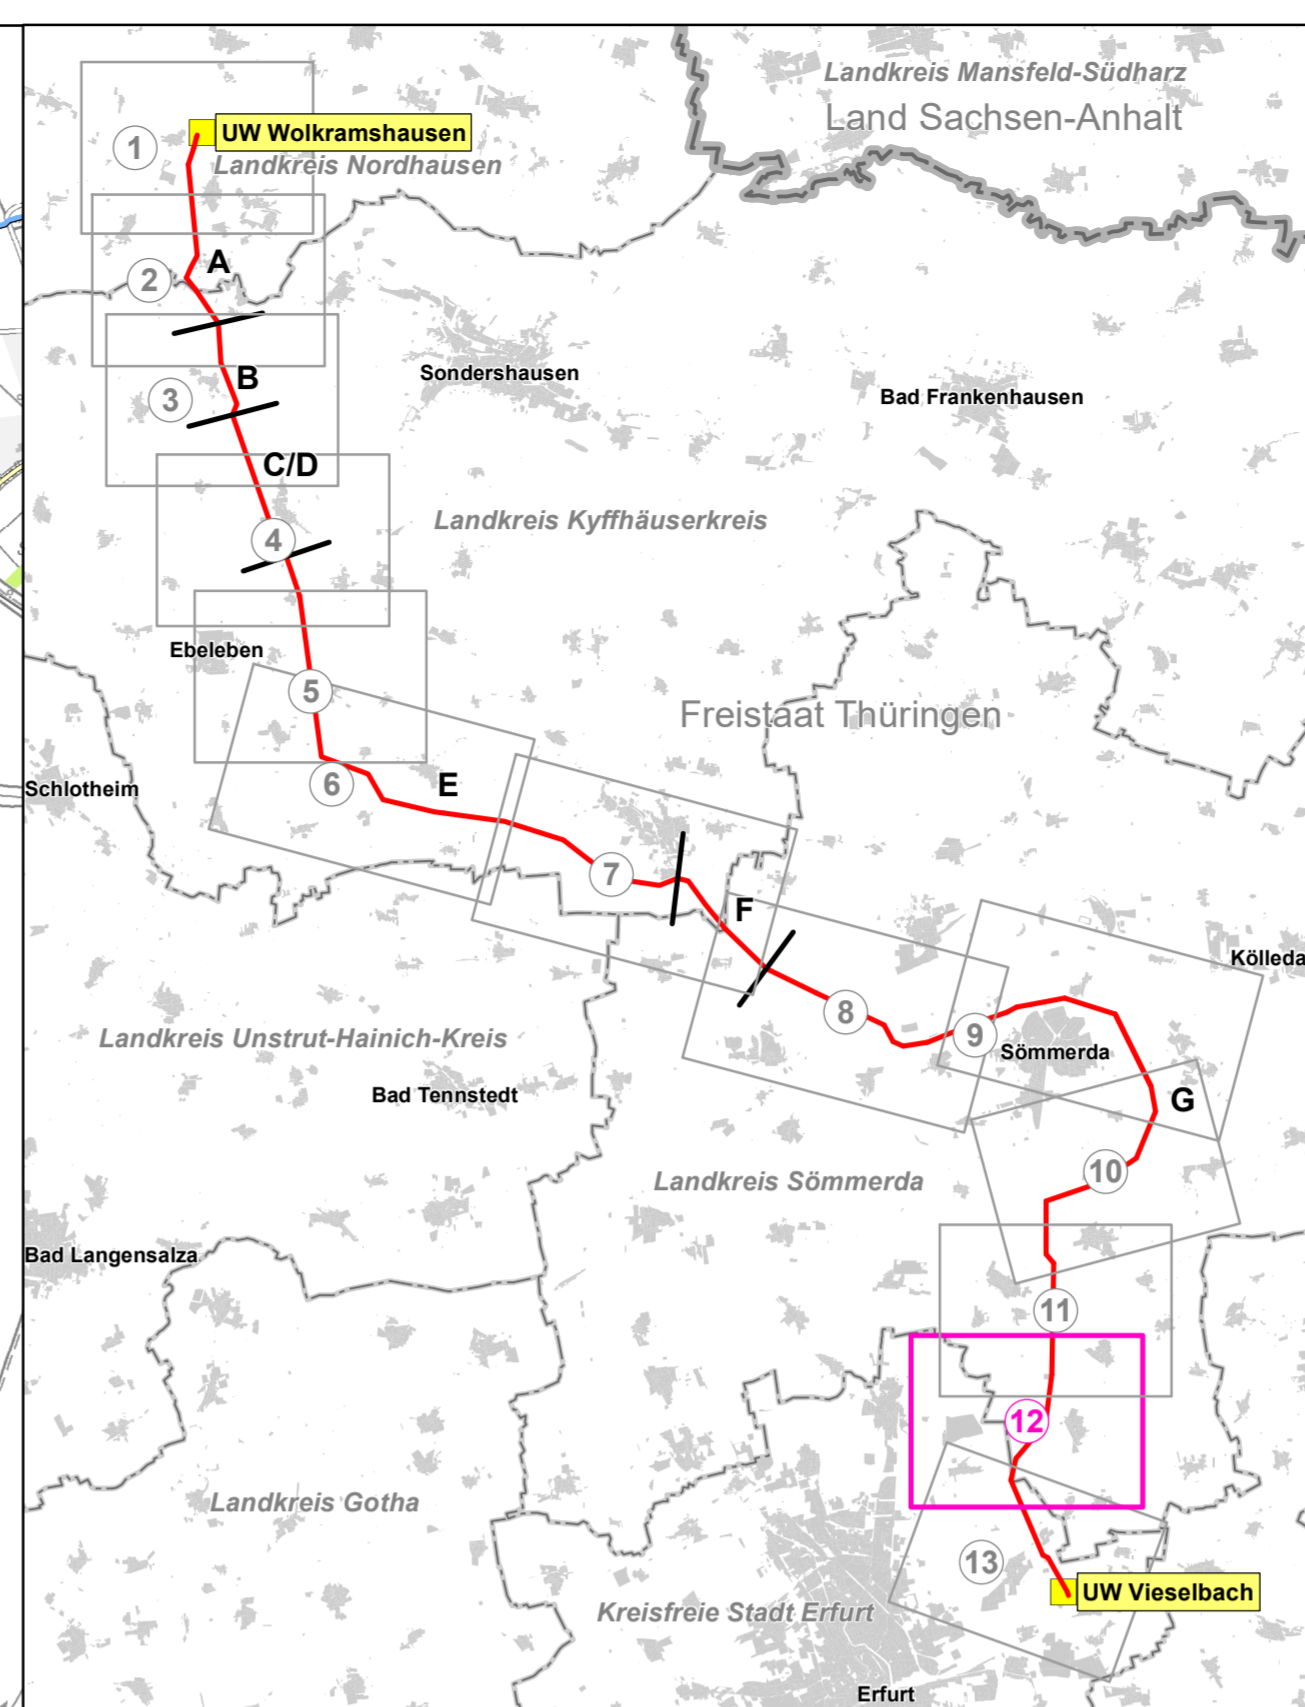 Landkreis Mansfeld-Südharz
Land Sachsen-Anhalt
UW Wolkramshausen
1
Landkreis Nordhausen
A
2
Sondershausen
B
Bad Frankenhausen
3
C/D
Landkreis Kyffhäuserkreis
4
Ebeleben
5
Freistaat Thüringen
Schlotheim
6
E
7
F
Kölleda
8
9
Landkreis Unstrut-Hainich-Kreis
Sömmerda
Bad Tennstedt
G
10
Landkreis Sömmerda
Bad Langensalza
11
12
Landkreis Gotha
13
UW Vieselbach
Kreisfreie Stadt Erfurt
Erfurt